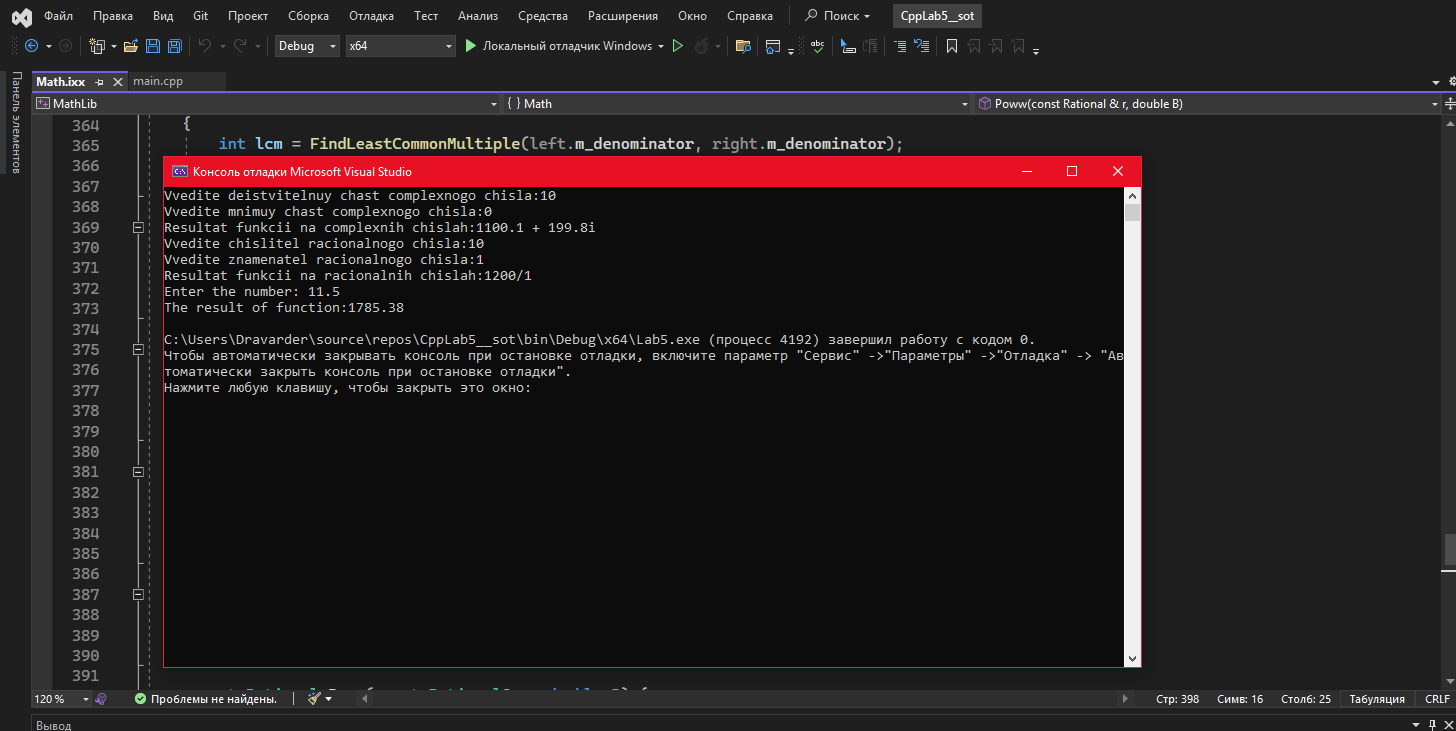 Файл Правка Вид Git Проект Сборка Отладка Тест Анализ Средства Расширения Окно Справка Поиск CppLab5__sot
Debug x64 Локальный отладчик Windows
Панель элементов
Math.ixx main.cpp
MathLib { } Math Poww(const Rational & r, double B)
364 {
365 int lcm = FindLeastCommonMultiple(left.m_denominator, right.m_denominator);
366
367
368
369
370
371
372
373
374
375
376
377
378
379
380
381
382
383
384
385
386
387
388
389
390
391
Консоль отладки Microsoft Visual Studio
Vvedite deistvitelnuy chast complexnogo chisla:10
Vvedite mnimuy chast complexnogo chisla:0
Resultat funkcii na complexnih chislah:1100.1 + 199.8i
Vvedite chislitel racionalnogo chisla:10
Vvedite znamenatel racionalnogo chisla:1
Resultat funkcii na racionalnih chislah:1200/1
Enter the number: 11.5
The result of function:1785.38
C:\Users\Dravarder\source\repos\CppLab5__sot\bin\Debug\x64\Lab5.exe (процесс 4192) завершил работу с кодом 0.
Чтобы автоматически закрывать консоль при остановке отладки, включите параметр "Сервис" ->"Параметры" ->"Отладка" -> "Ав
томатически закрыть консоль при остановке отладки".
Нажмите любую клавишу, чтобы закрыть это окно:
120 % Проблемы не найдены. Стр: 398 Симв: 16 Столб: 25 Табуляция CRLF
Вывод